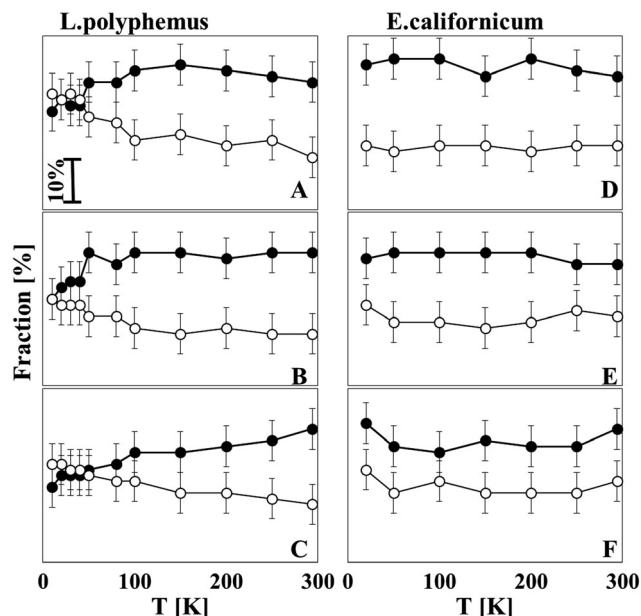 L.polyphemus E.californicum
10%
A D
Fraction [%]
B E
C F
0 100 200 300 0 100 200 300
T [K] T [K]